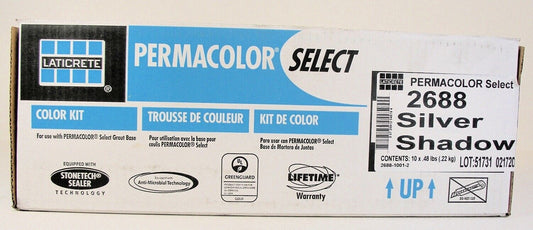 LATICRETE
®
PERMACOLOR® SELECT
COLOR KIT
For use with PERMACOLOR® Select Grout Base
TROUSSE DE COULEUR
Pour utilisation avec la base pour
coulis PERMACOLOR® Select
KIT DE COLOR
Para usar con PERMACOLOR® Select
Base de Mortero de Juntas
EQUIPPED WITH
STONETECH®
SEALER
TECHNOLOGY
Anti-Microbial Technology
GREENGUARD
LIFETIME
Warranty
PERMACOLOR Select
2688
Silver
Shadow
CONTENTS: 10 x .48 lbs (.22 kg)
2688-1001-2
LOT:51731 021720
UP